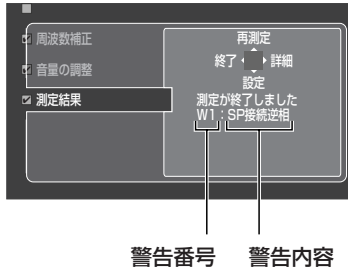 周波数補正
音量の調整
測定結果
再測定
終了 詳細
設定
測定が終了しました
W1：SP接続逆相
警告番号 警告内容